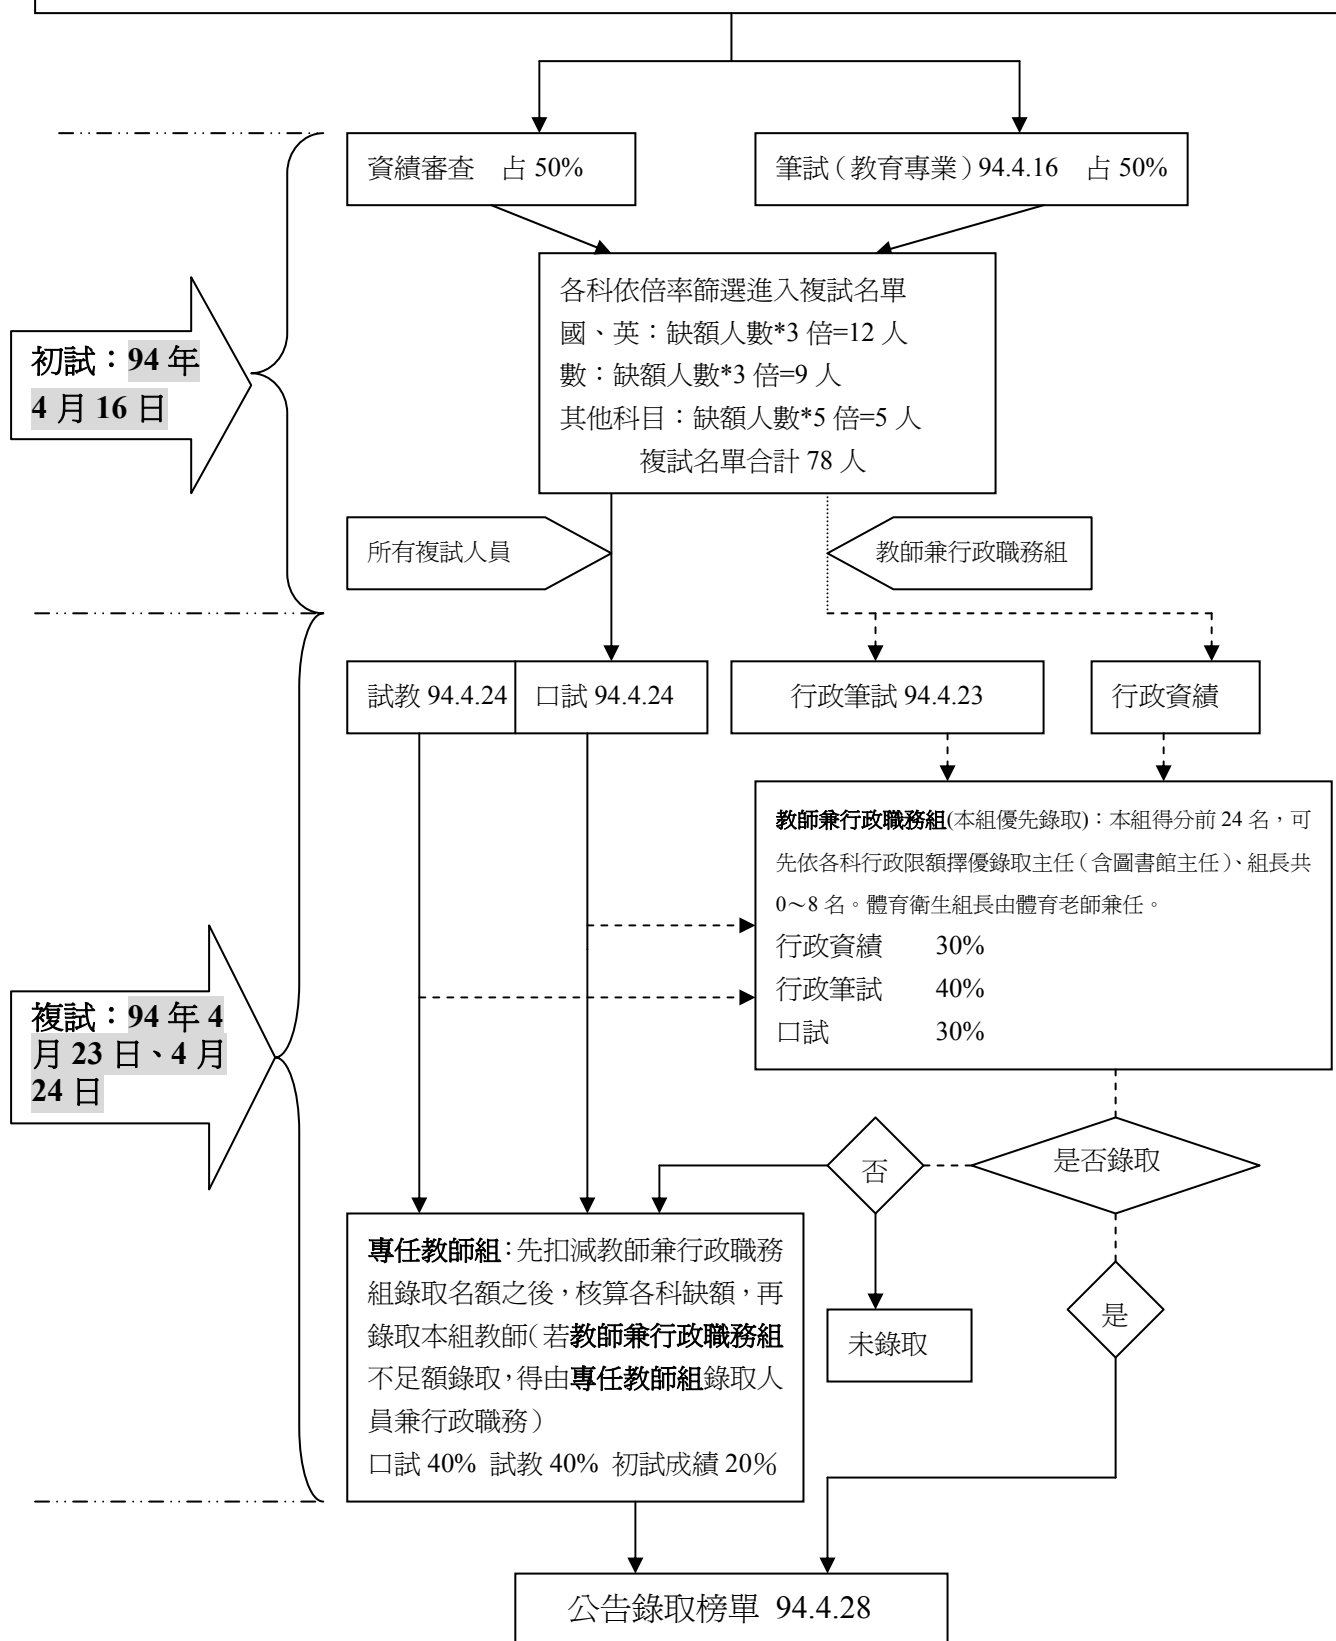 資績審查　占 50%
筆試（教育專業）94.4.16　占 50%
各科依倍率篩選進入複試名單
國、英：缺額人數*3 倍=12 人
數：缺額人數*3 倍=9 人
其他科目：缺額人數*5 倍=5 人
複試名單合計 78 人
初試：94 年
4 月 16 日
所有複試人員
教師兼行政職務組
試教 94.4.24
口試 94.4.24
行政筆試 94.4.23
行政資績
教師兼行政職務組(本組優先錄取)：本組得分前 24 名，可
先依各科行政限額擇優錄取主任（含圖書館主任）、組長共
0～8 名。體育衛生組長由體育老師兼任。
行政資績　30%
行政筆試　40%
口試　30%
複試：94 年 4
月 23 日、4 月
24 日
是否錄取
否
是
未錄取
專任教師組：先扣減教師兼行政職務
組錄取名額之後，核算各科缺額，再
錄取本組教師（若教師兼行政職務組
不足額錄取，得由專任教師組錄取人
員兼行政職務）
口試 40% 試教 40% 初試成績 20%
公告錄取榜單 94.4.28